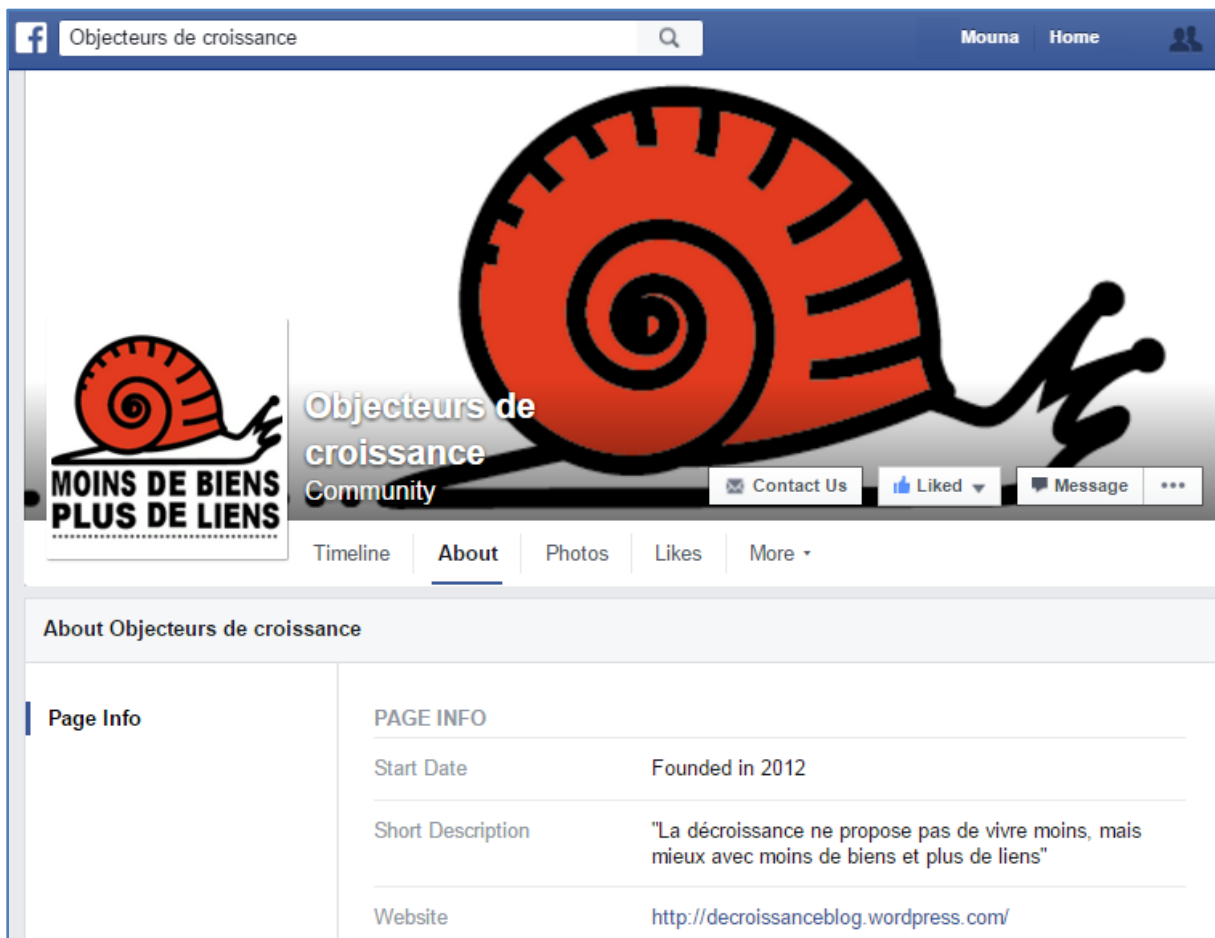 f
Objecteurs de croissance
Mouna Home
Objecteurs de
croissance
Community
MOINS DE BIENS
PLUS DE LIENS
Contact Us Liked Message
Timeline About Photos Likes More
About Objecteurs de croissance
Page Info
PAGE INFO
Start Date Founded in 2012
Short Description "La décroissance ne propose pas de vivre moins, mais
mieux avec moins de biens et plus de liens"
Website http://decroissanceblog.wordpress.com/